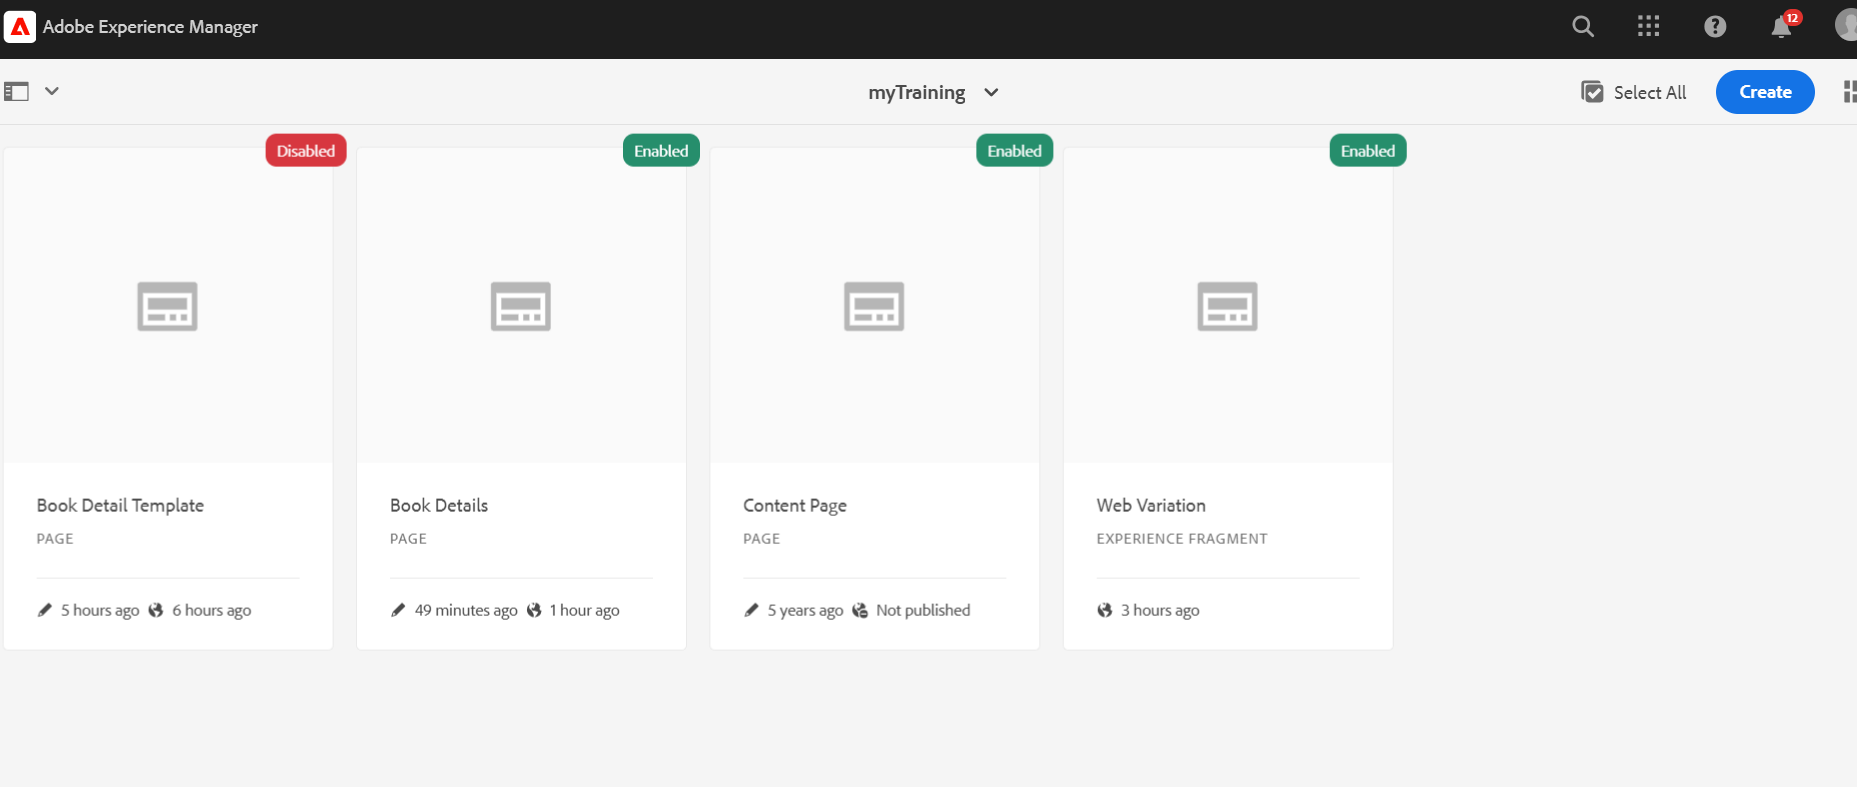 Adobe Experience Manager
12
myTraining
Select All
Create
Disabled
Enabled
Enabled
Enabled
Book Detail Template
PAGE
5 hours ago 6 hours ago
Book Details
PAGE
49 minutes ago 1 hour ago
Content Page
PAGE
5 years ago Not published
Web Variation
EXPERIENCE FRAGMENT
3 hours ago